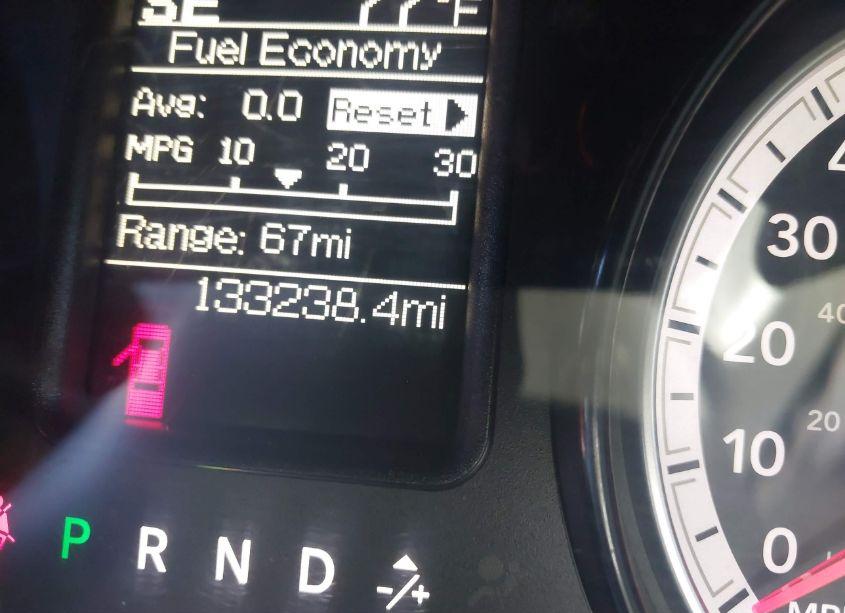 SE 77°F
Fuel Economy
Avg: 0.0 Reset
MPG 10 20 30
Range: 67mi
133238.4mi
P R N D -/+
30
40
20
20
10
0